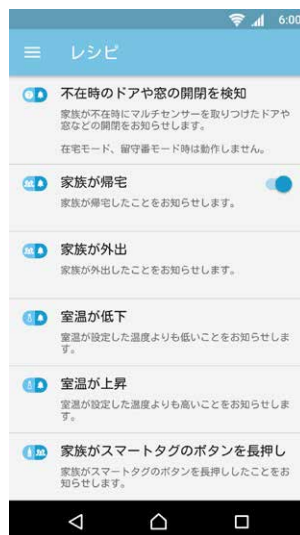 6:00
レシピ
不在時のドアや窓の開閉を検知
家族が不在時にマルチセンサーを取りつけたドアや
窓などの開閉をお知らせします。
在宅モード、留守番モード時は動作しません。
家族が帰宅
家族が帰宅したことをお知らせします。
家族が外出
家族が外出したことをお知らせします。
室温が低下
室温が設定した温度よりも低いことをお知らせしま
す。
室温が上昇
室温が設定した温度よりも高いことをお知らせしま
す。
家族がスマートタグのボタンを長押し
家族がスマートタグのボタンを長押ししたことをお
知らせします。